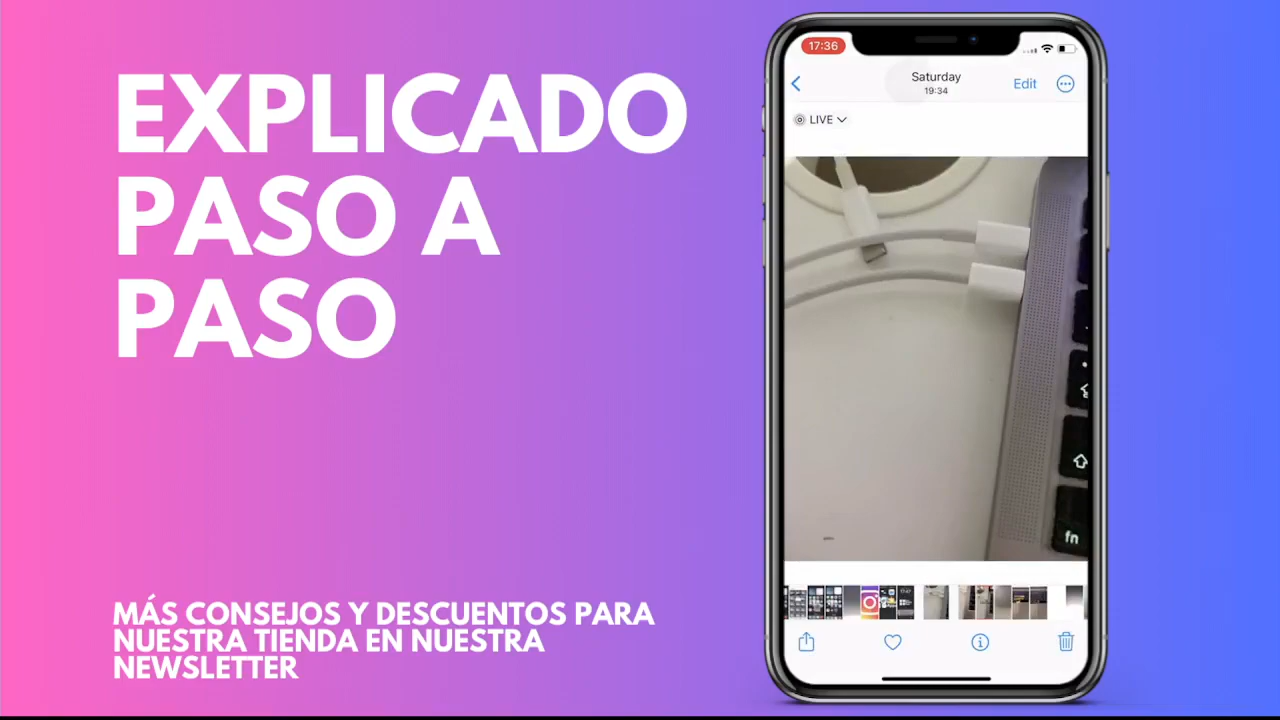 EXPLICADO
PASO A
PASO
MÁS CONSEJOS Y DESCUENTOS PARA
NUESTRA TIENDA EN NUESTRA
NEWSLETTER
17:36
Saturday
19:34
Edit
LIVE
fn